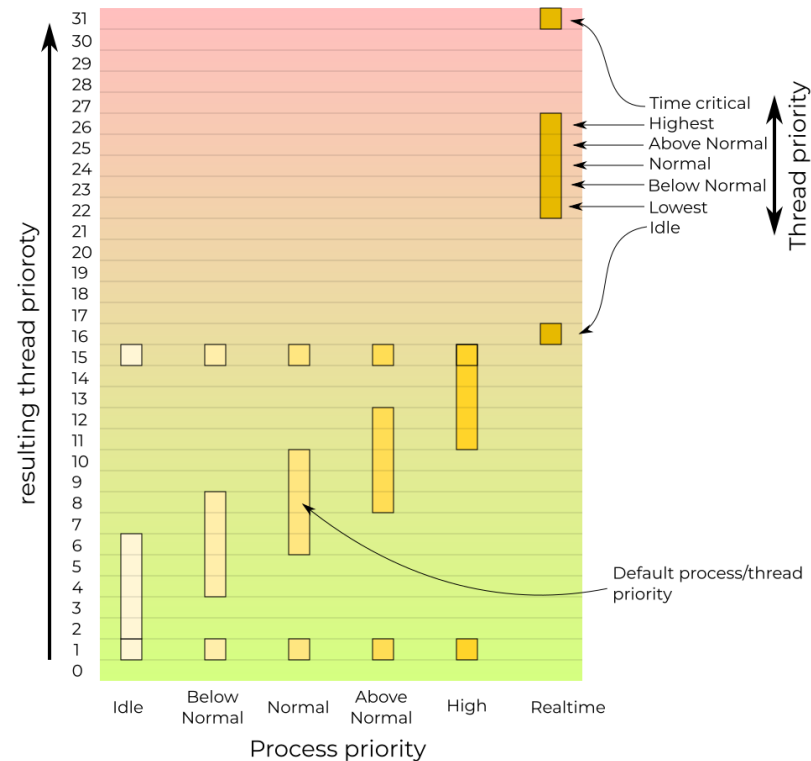 31
30
29
28
27
26
25
24
23
22
21
20
19
18
17
16
15
14
13
12
11
10
9
8
7
6
5
4
3
2
1
0
resulting thread prioroty
Time critical
Highest
Above Normal
Normal
Below Normal
Lowest
Idle
Thread priority
Default process/thread
priority
Idle
Below
Normal
Normal
Above
Normal
High
Realtime
Process priority